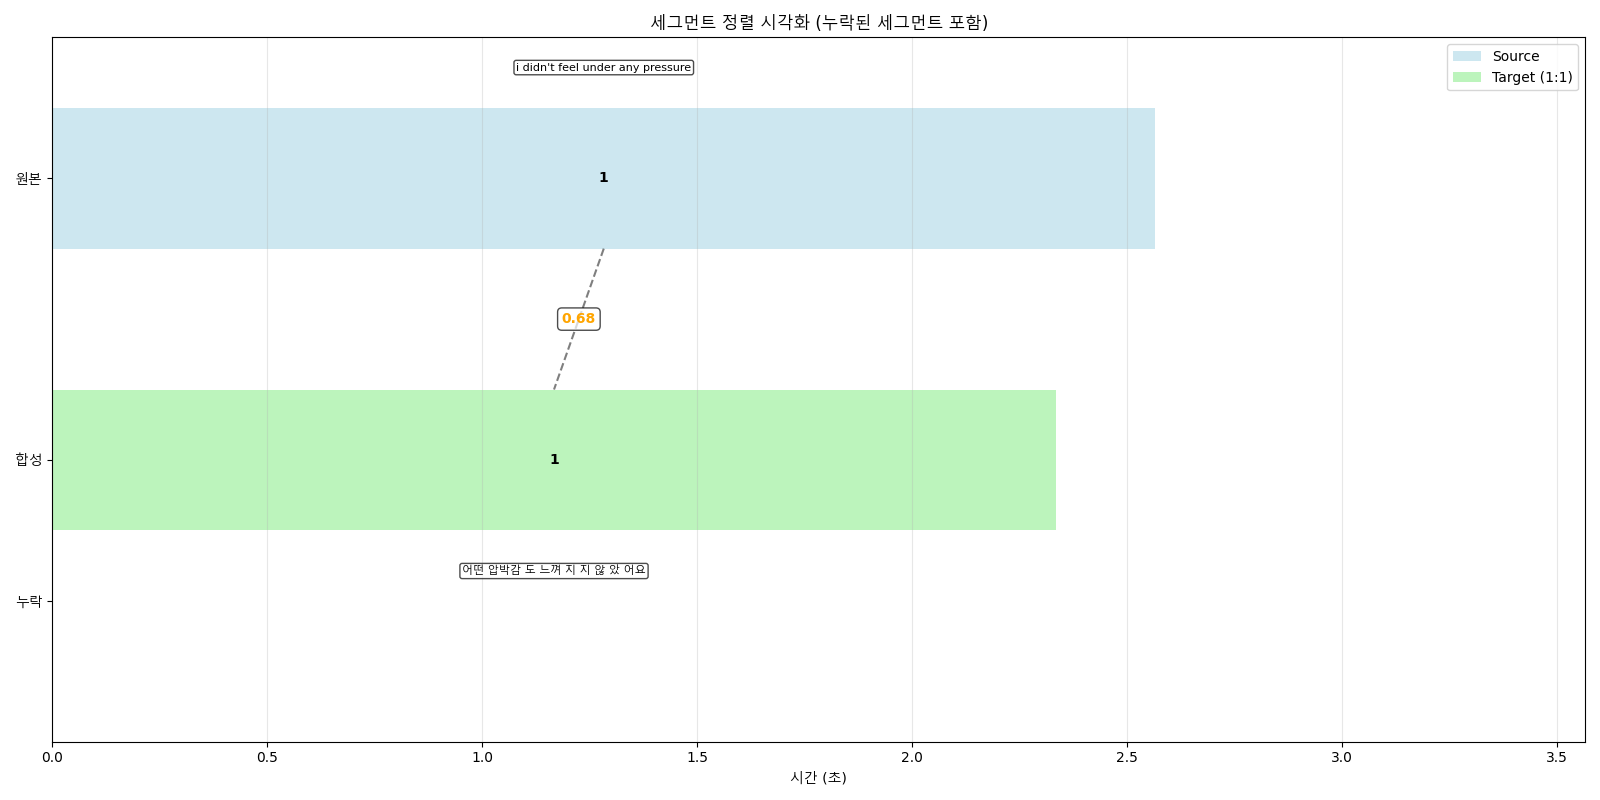 세그먼트 정렬 시각화 (누락된 세그먼트 포함)
Source
Target (1:1)
i didn't feel under any pressure
원본
1
0.68
합성
1
어떤 압박감 도 느껴 지 지 않 았 어요
누락
0.0 0.5 1.0 1.5 2.0 2.5 3.0 3.5
시간 (초)